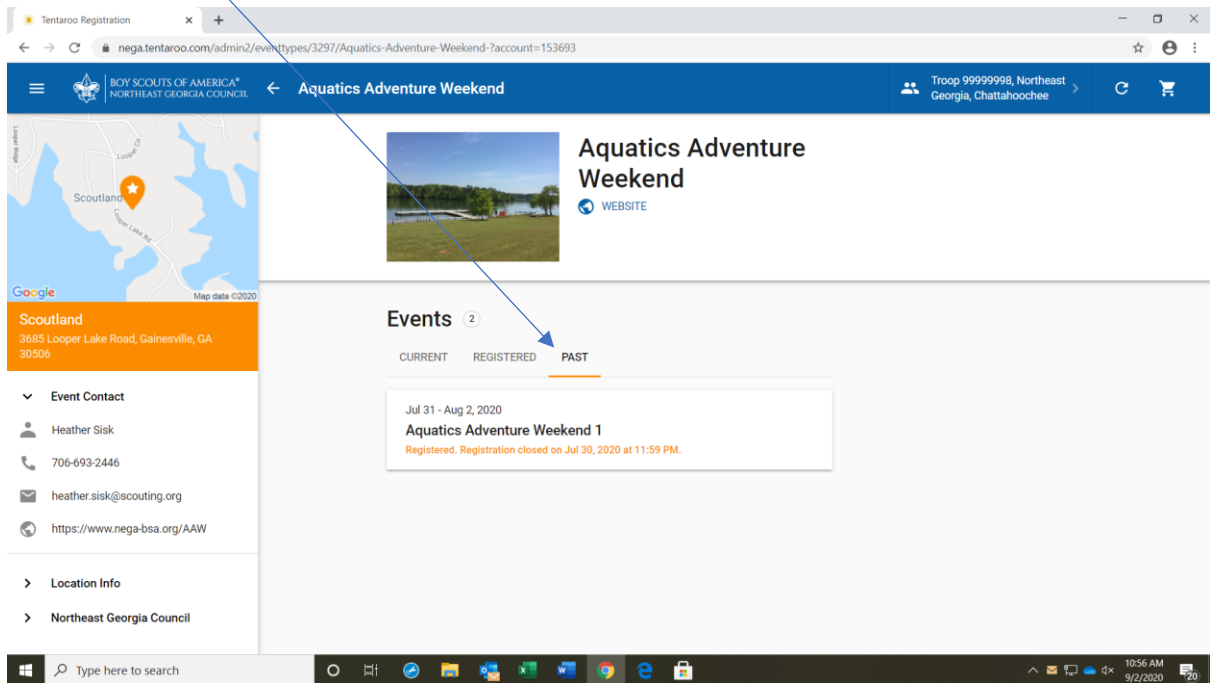 Tentaroo Registration
nega.tentaroo.com/admin2/eventtypes/3297/Aquatics-Adventure-Weekend-?account=153693
BOY SCOUTS OF AMERICA®
NORTHEAST GEORGIA COUNCIL
Aquatics Adventure Weekend
Troop 99999998, Northeast
Georgia, Chattahoochee
Looper Cir
Scoutland
Looper Lake Rd
Google
Map data ©2020
Scoutland
3685 Looper Lake Road, Gainesville, GA
30506
Event Contact
Heather Sisk
706-693-2446
heather.sisk@scouting.org
https://www.nega-bsa.org/AAW
Location Info
Northeast Georgia Council
Aquatics Adventure
Weekend
WEBSITE
Events 2
CURRENT REGISTERED PAST
Jul 31 - Aug 2, 2020
Aquatics Adventure Weekend 1
Registered. Registration closed on Jul 30, 2020 at 11:59 PM.
Type here to search
10:56 AM
9/2/2020
20